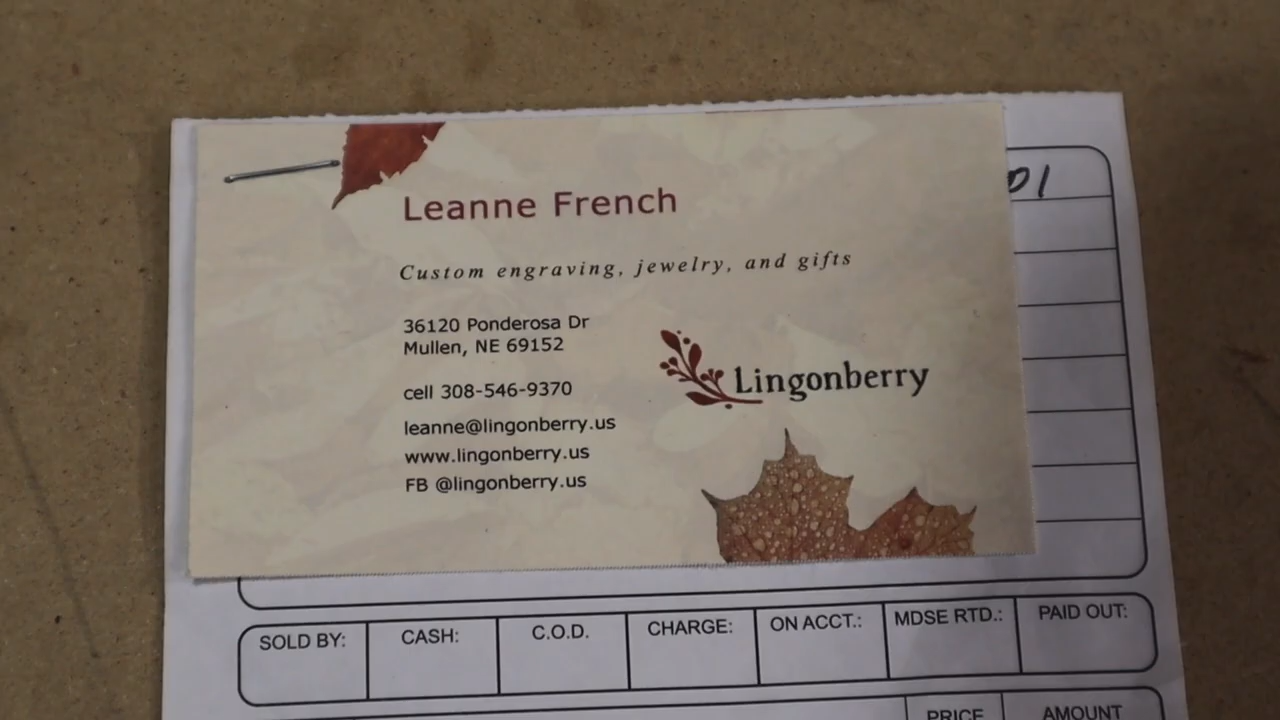 Leanne French
Custom engraving, jewelry, and gifts
36120 Ponderosa Dr
Mullen, NE 69152
cell 308-546-9370
leanne@lingonberry.us
www.lingonberry.us
FB @lingonberry.us
Lingonberry
SOLD BY: CASH: C.O.D. CHARGE: ON ACCT.: MDSE RTD.: PAID OUT:
PRICE AMOUNT